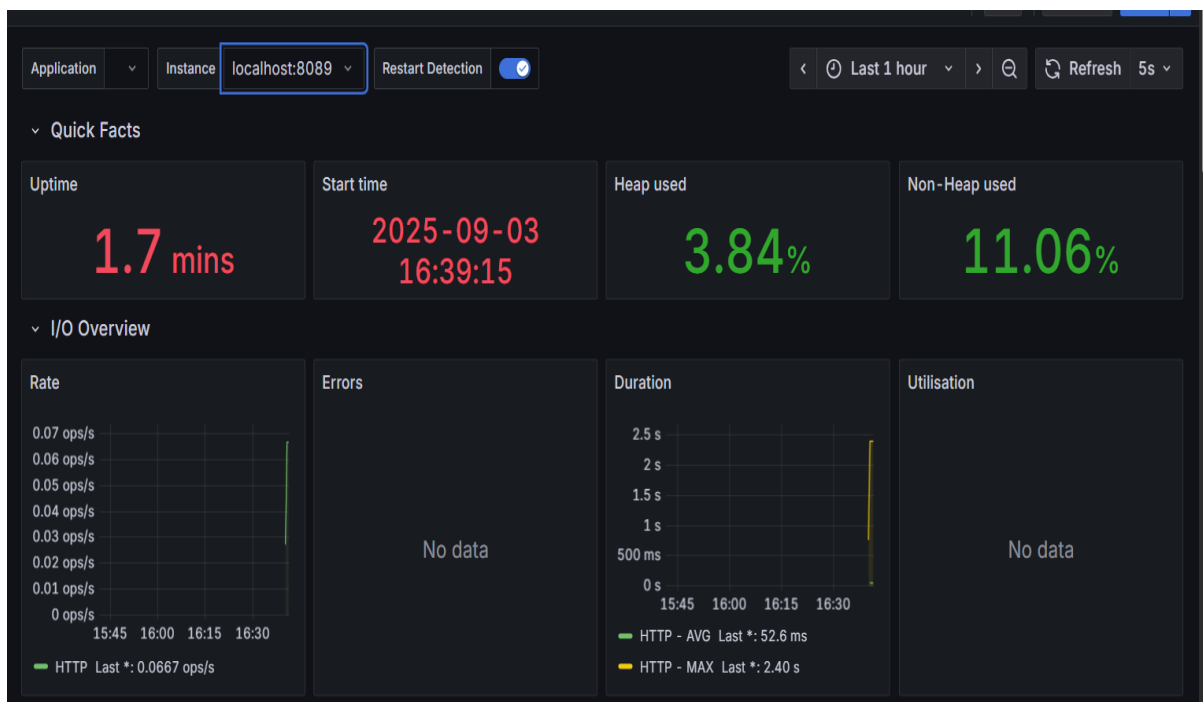 Application Instance localhost:8089 Restart Detection Last 1 hour Refresh 5s
Quick Facts
Uptime Start time Heap used Non-Heap used
1.7 mins
2025-09-03
16:39:15
3.84%
11.06%
I/O Overview
Rate
0.07 ops/s
0.06 ops/s
0.05 ops/s
0.04 ops/s
0.03 ops/s
0.02 ops/s
0.01 ops/s
0 ops/s
15:45 16:00 16:15 16:30
HTTP Last *: 0.0667 ops/s
Errors
No data
Duration
2.5 s
2 s
1.5 s
1 s
500 ms
0 s
15:45 16:00 16:15 16:30
HTTP - AVG Last *: 52.6 ms
HTTP - MAX Last *: 2.40 s
Utilisation
No data